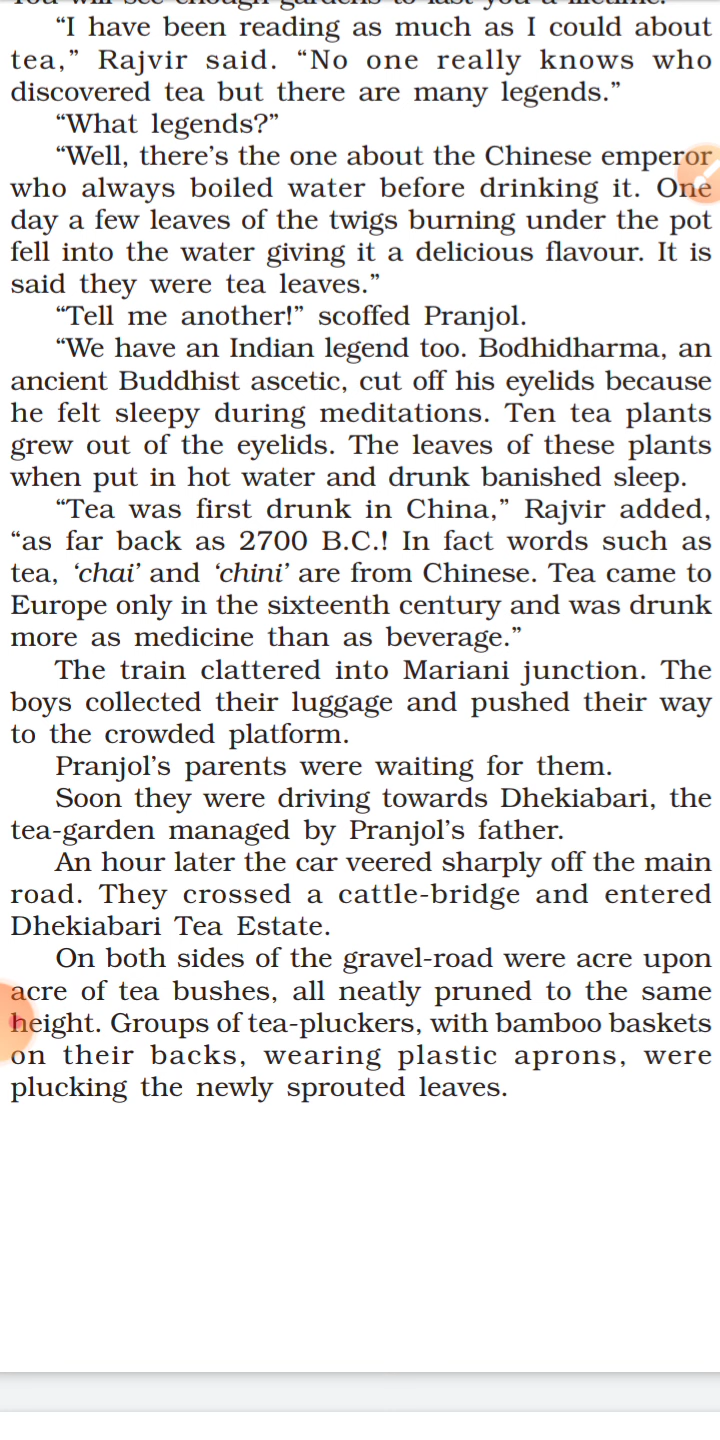 “I have been reading as much as I could about
tea,” Rajvir said. “No one really knows who
discovered tea but there are many legends.”
“What legends?”
“Well, there’s the one about the Chinese emperor
who always boiled water before drinking it. One
day a few leaves of the twigs burning under the pot
fell into the water giving it a delicious flavour. It is
said they were tea leaves.”
“Tell me another!” scoffed Pranjol.
“We have an Indian legend too. Bodhidharma, an
ancient Buddhist ascetic, cut off his eyelids because
he felt sleepy during meditations. Ten tea plants
grew out of the eyelids. The leaves of these plants
when put in hot water and drunk banished sleep.
“Tea was first drunk in China,” Rajvir added,
“as far back as 2700 B.C.! In fact words such as
tea, ‘chai’ and ‘chini’ are from Chinese. Tea came to
Europe only in the sixteenth century and was drunk
more as medicine than as beverage.”
The train clattered into Mariani junction. The
boys collected their luggage and pushed their way
to the crowded platform.
Pranjol’s parents were waiting for them.
Soon they were driving towards Dhekiabari, the
tea-garden managed by Pranjol’s father.
An hour later the car veered sharply off the main
road. They crossed a cattle-bridge and entered
Dhekiabari Tea Estate.
On both sides of the gravel-road were acre upon
acre of tea bushes, all neatly pruned to the same
height. Groups of tea-pluckers, with bamboo baskets
on their backs, wearing plastic aprons, were
plucking the newly sprouted leaves.